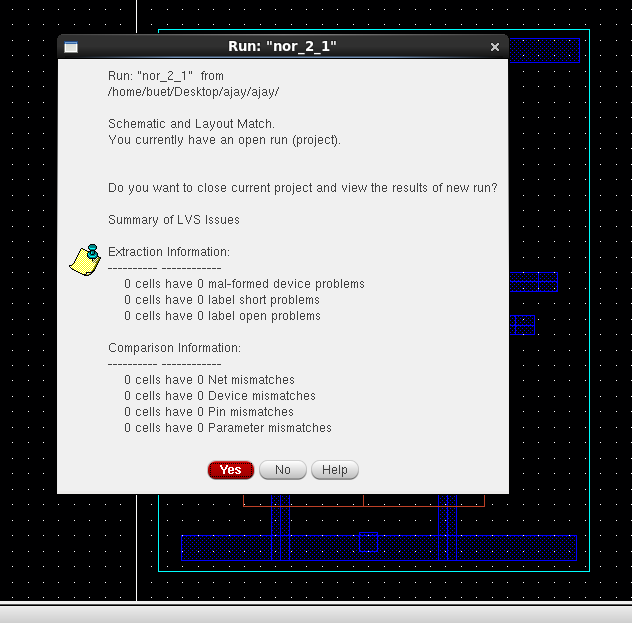 Run: "nor_2_1"
Run: "nor_2_1" from
/home/buet/Desktop/ajay/ajay/
Schematic and Layout Match.
You currently have an open run (project).
Do you want to close current project and view the results of new run?
Summary of LVS Issues
Extraction Information:
---------- ------------
0 cells have 0 mal-formed device problems
0 cells have 0 label short problems
0 cells have 0 label open problems
Comparison Information:
---------- ------------
0 cells have 0 Net mismatches
0 cells have 0 Device mismatches
0 cells have 0 Pin mismatches
0 cells have 0 Parameter mismatches
Yes No Help